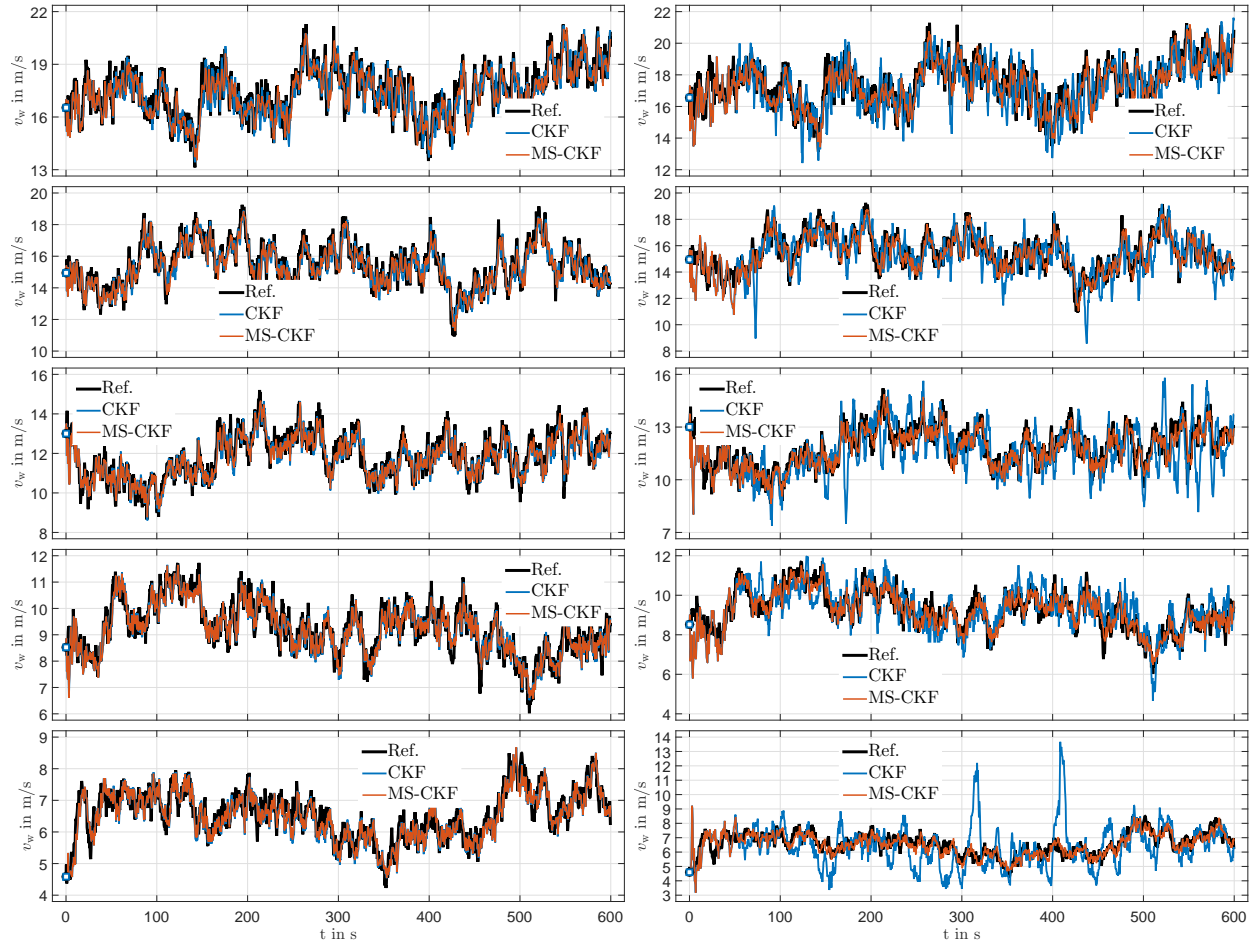 22
19
16
13
v_w in m/s
Ref.
CKF
MS-CKF
22
20
18
16
14
12
v_w in m/s
Ref.
CKF
MS-CKF
20
18
16
14
12
10
v_w in m/s
Ref.
CKF
MS-CKF
20
18
16
14
12
10
8
v_w in m/s
Ref.
CKF
MS-CKF
16
14
12
10
8
v_w in m/s
Ref.
CKF
MS-CKF
16
13
10
7
v_w in m/s
Ref.
CKF
MS-CKF
12
11
10
9
8
7
6
v_w in m/s
Ref.
CKF
MS-CKF
12
10
8
6
4
v_w in m/s
Ref.
CKF
MS-CKF
9
8
7
6
5
4
v_w in m/s
Ref.
CKF
MS-CKF
0 100 200 300 400 500 600
t in s
14
13
12
11
10
9
8
7
6
5
4
3
v_w in m/s
Ref.
CKF
MS-CKF
0 100 200 300 400 500 600
t in s